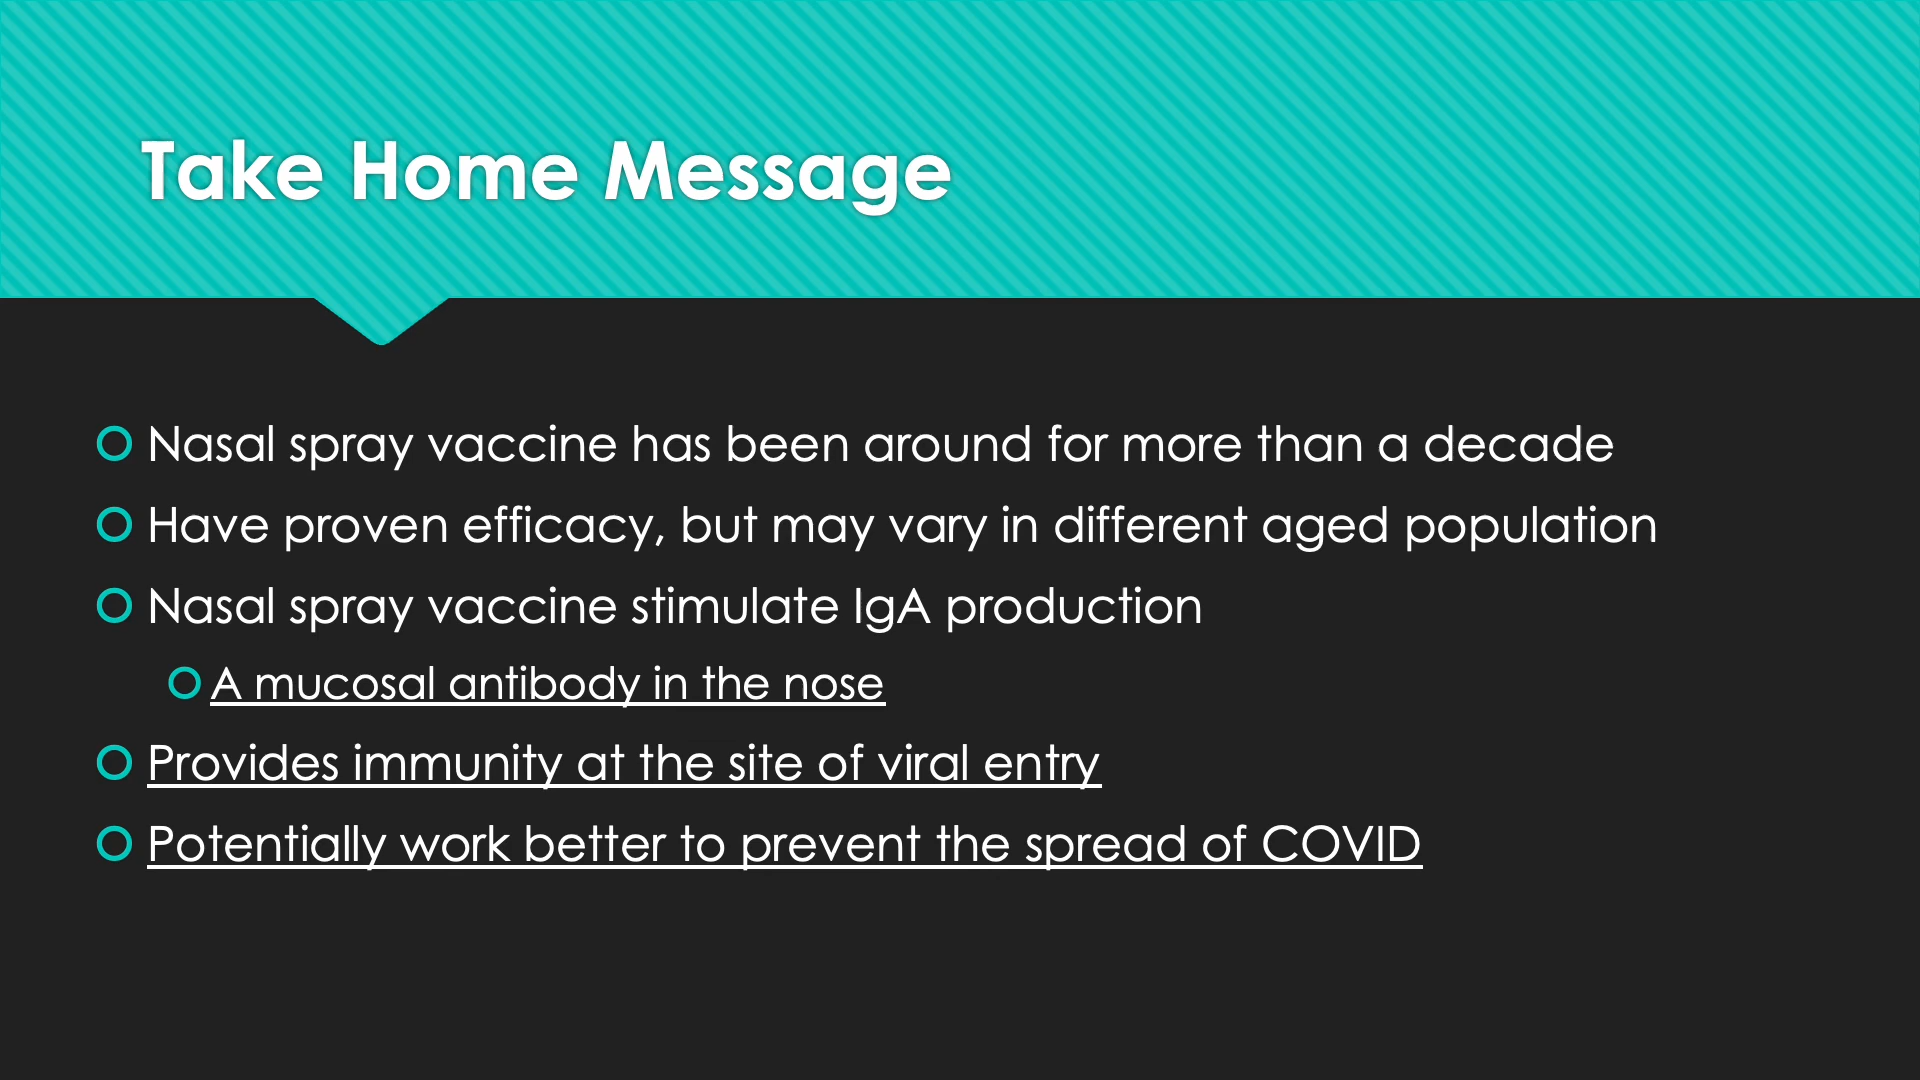 Take Home Message
Nasal spray vaccine has been around for more than a decade
Have proven efficacy, but may vary in different aged population
Nasal spray vaccine stimulate IgA production
A mucosal antibody in the nose
Provides immunity at the site of viral entry
Potentially work better to prevent the spread of COVID